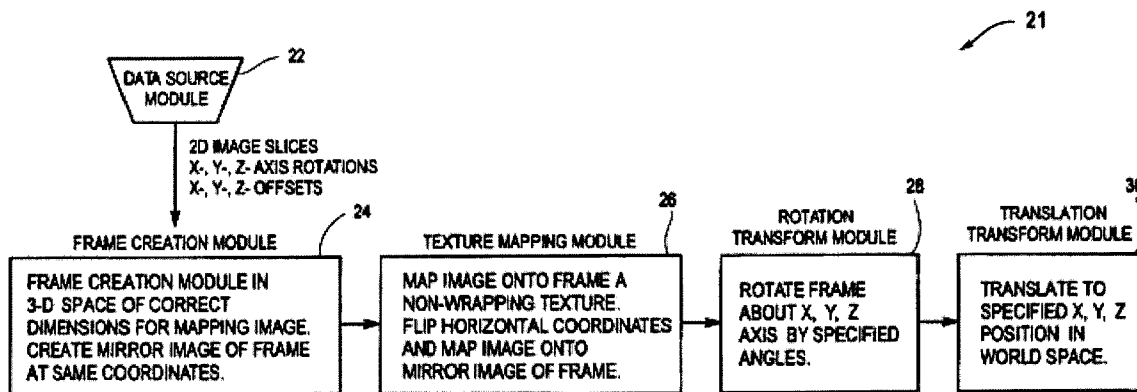 21
22
DATA SOURCE
MODULE
2D IMAGE SLICES
X-, Y-, Z- AXIS ROTATIONS
X-, Y-, Z- OFFSETS
24
FRAME CREATION MODULE
FRAME CREATION MODULE IN
3-D SPACE OF CORRECT
DIMENSIONS FOR MAPPING IMAGE.
CREATE MIRROR IMAGE OF FRAME
AT SAME COORDINATES.
26
TEXTURE MAPPING MODULE
MAP IMAGE ONTO FRAME A
NON-WRAPPING TEXTURE.
FLIP HORIZONTAL COORDINATES
AND MAP IMAGE ONTO
MIRROR IMAGE OF FRAME.
28
ROTATION
TRANSFORM MODULE
ROTATE FRAME
ABOUT X, Y, Z
AXIS BY SPECIFIED
ANGLES.
TRANSLATION
TRANSFORM MODULE
TRANSLATE TO
SPECIFIED X, Y, Z
POSITION IN
WORLD SPACE.